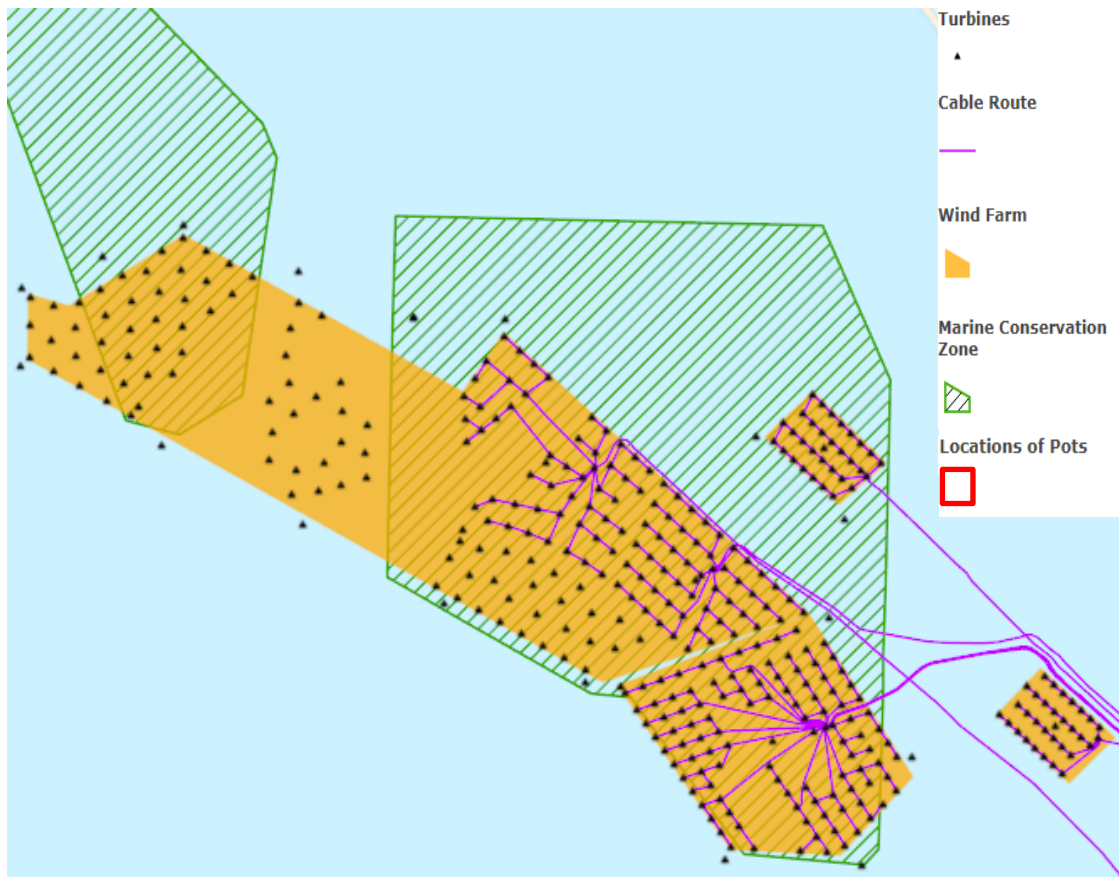 Turbines
Cable Route
Wind Farm
Marine Conservation
Zone
Locations of Pots